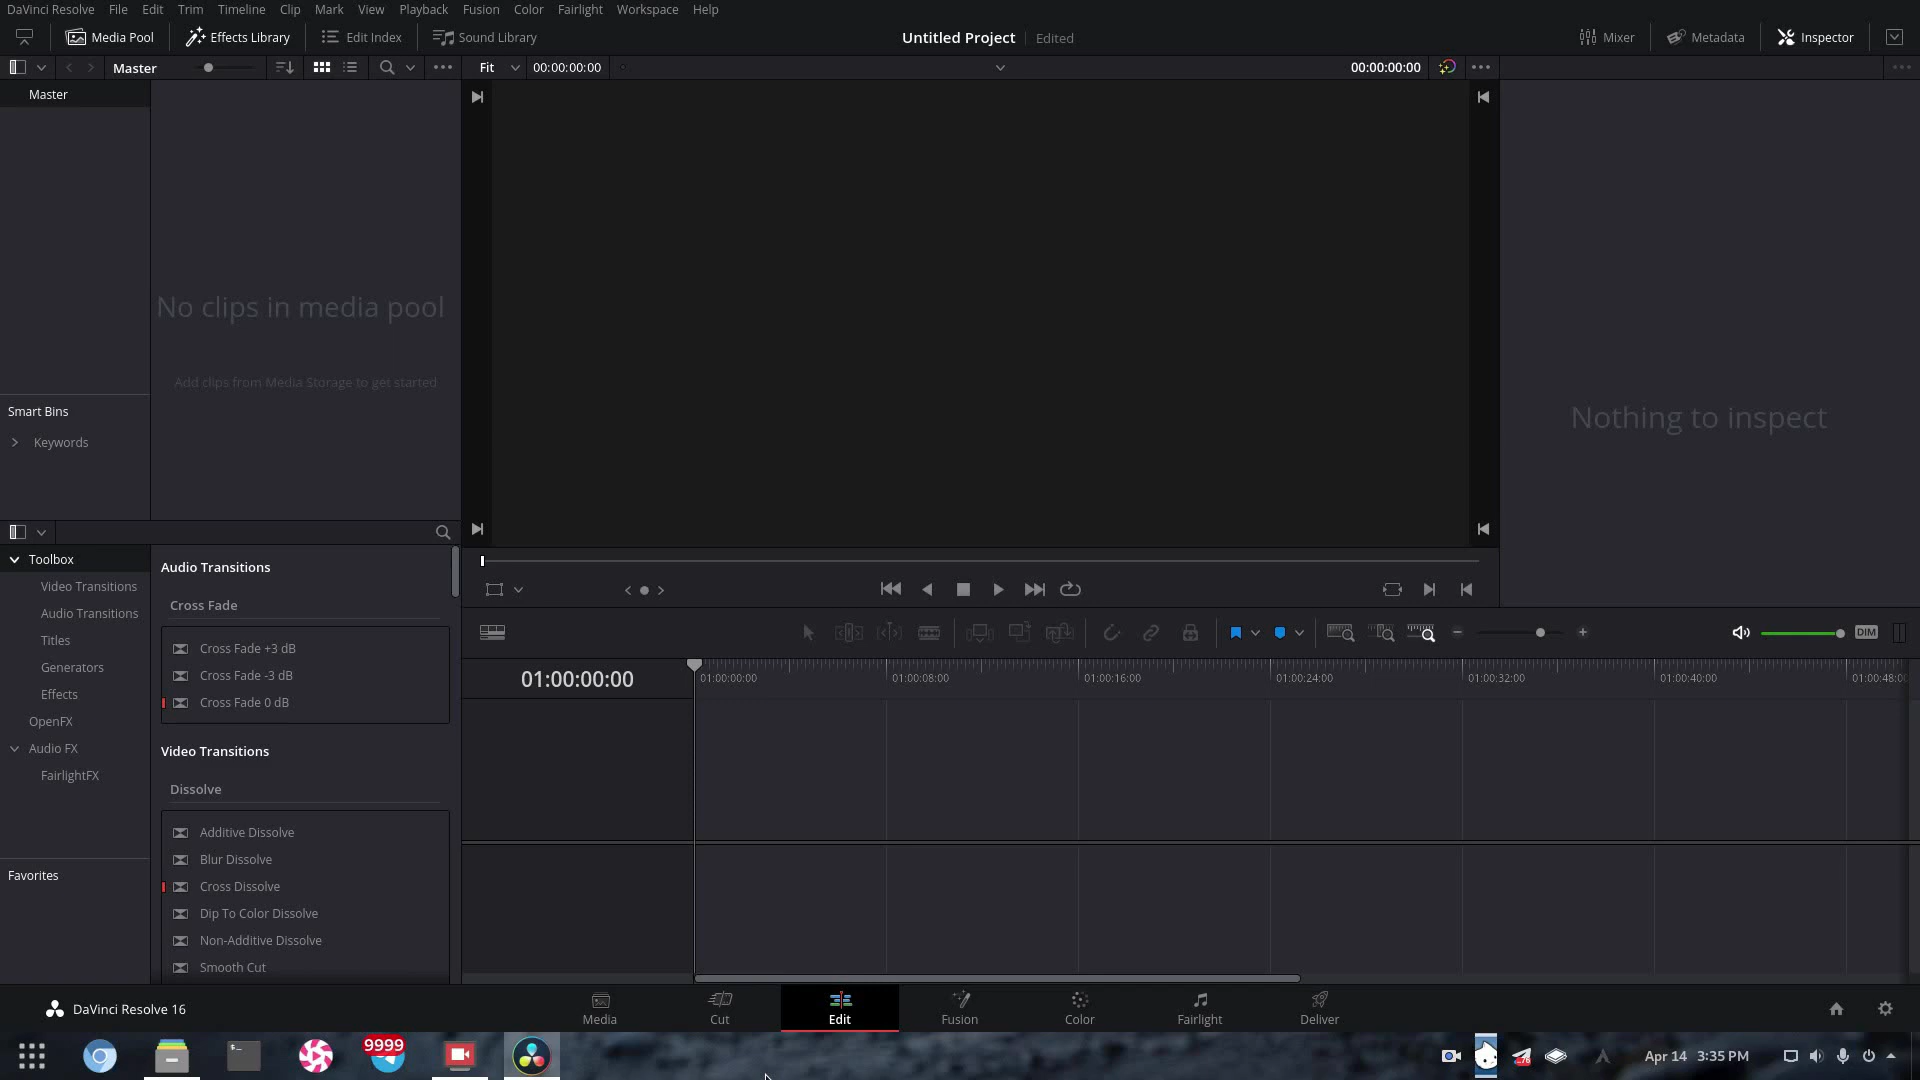 DaVinci Resolve File Edit Trim Timeline Clip Mark View Playback Fusion Color Fairlight Workspace Help
Media Pool Effects Library Edit Index Sound Library Untitled Project Edited Mixer Metadata Inspector
Master Fit 00:00:00:00 00:00:00:00
Master
No clips in media pool
Add clips from Media Storage to get started
Nothing to inspect
Smart Bins
Keywords
Toolbox
Video Transitions
Audio Transitions
Titles
Generators
Effects
OpenFX
Audio FX
FairlightFX
Favorites
Audio Transitions
Cross Fade
Cross Fade +3 dB
Cross Fade -3 dB
Cross Fade 0 dB
Video Transitions
Dissolve
Additive Dissolve
Blur Dissolve
Cross Dissolve
Dip To Color Dissolve
Non-Additive Dissolve
Smooth Cut
DIM
01:00:00:00 01:00:00:00 01:00:08:00 01:00:16:00 01:00:24:00 01:00:32:00 01:00:40:00 01:00:48:0
DaVinci Resolve 16 Media Cut Edit Fusion Color Fairlight Deliver
9999 Apr 14 3:35 PM